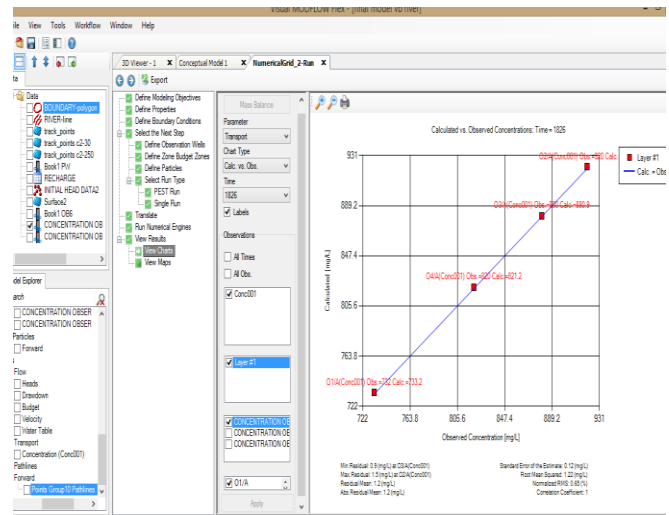 Visual MODFLOW Flex - [final model vb river]
ile View Tools Workflow Window Help
3D Viewer - 1 X Conceptual Model 1 X NumericalGrid_2-Run X
ta
Export
Data
BOUNDARY-polygon
RIVER-line
track_points
track_points c2-30
track_points c2-250
Book1 PW
RECHARGE
INITIAL HEAD DATA2
Surface2
Book1 OB6
CONCENTRATION OB
CONCENTRATION OB
odel Explorer
arch
CONCENTRATION OBSER
CONCENTRATION OBSER
Particles
Forward
s
Flow
Heads
Drawdown
Budget
Velocity
Water Table
Transport
Concentration (Conc001)
Pathlines
Forward
Points Group10 Pathlines
Define Modeling Objectives
Define Properties
Define Boundary Conditions
Select the Next Step
Define Observation Wells
Define Zone Budget Zones
Define Particles
Select Run Type
PEST Run
Single Run
Translate
Run Numerical Engines
View Results
View Charts
View Maps
Mass Balance
Parameter
Transport
Chart Type
Calc. vs. Obs.
Time
1826
Labels
Observations
All Times
All Obs.
Conc001
Layer #1
CONCENTRATION OB
CONCENTRATION OB
CONCENTRATION OB
O1/A
Apply
Calculated vs. Observed Concentrations: Time = 1826
931
889.2
847.4
805.6
763.8
722
Calculated [mg/L]
O4/A(Conc001) Obs.=820 Calc.=821.2
O1/A(Conc001) Obs.=732 Calc.=733.2
722 763.8 805.6 847.4 889.2 931
Observed Concentration [mg/L]
Layer #1
Calc. = Obs
Min Residual: 0.9 (mg/L) at O3/A(Conc001)
Max Residual: 1.5 (mg/L) at O2/A(Conc001)
Residual Mean: 1.2 (mg/L)
Abs. Residual Mean: 1.2 (mg/L)
Standard Error of the Estimate: 0.12 (mg/L)
Root Mean Squared: 1.22 (mg/L)
Normalized RMS: 0.65 (%)
Correlation Coefficient: 1